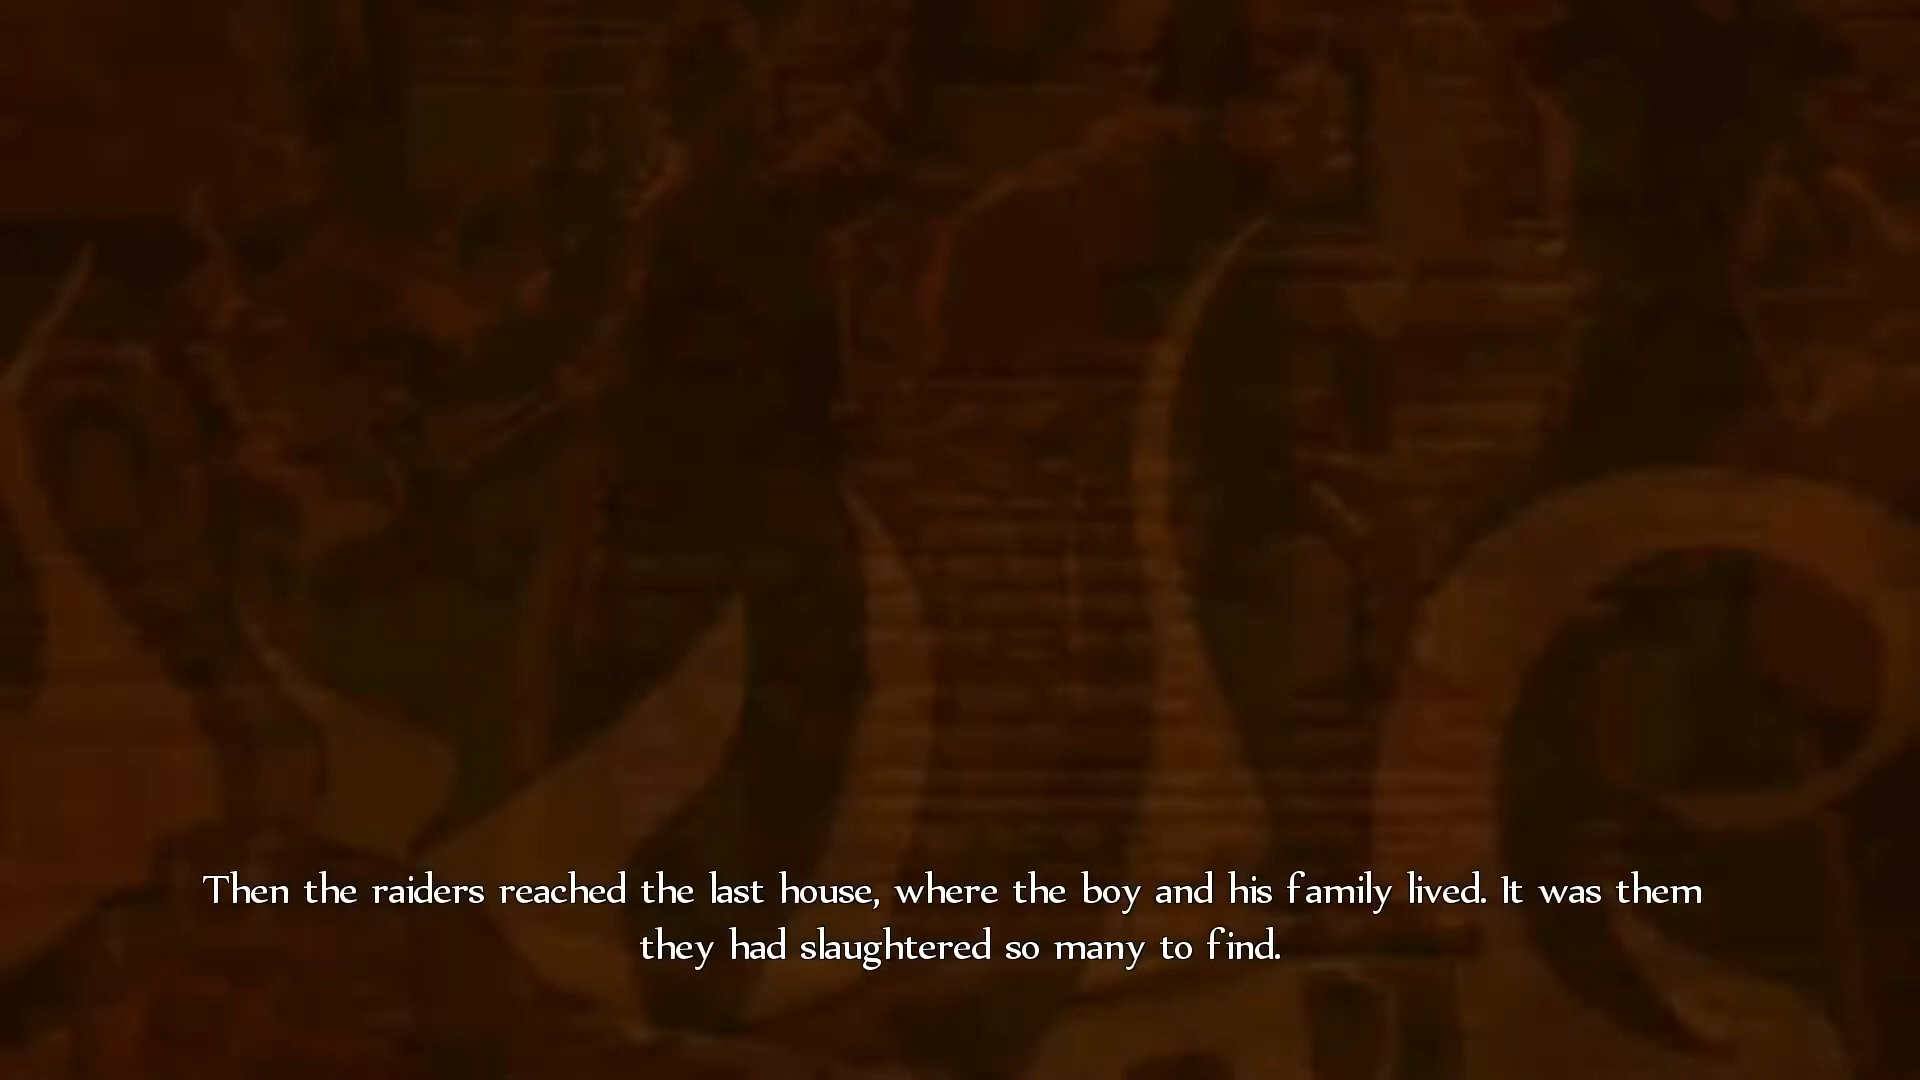 Then the raiders reached the last house, where the boy and his family lived. It was them
they had slaughtered so many to find.